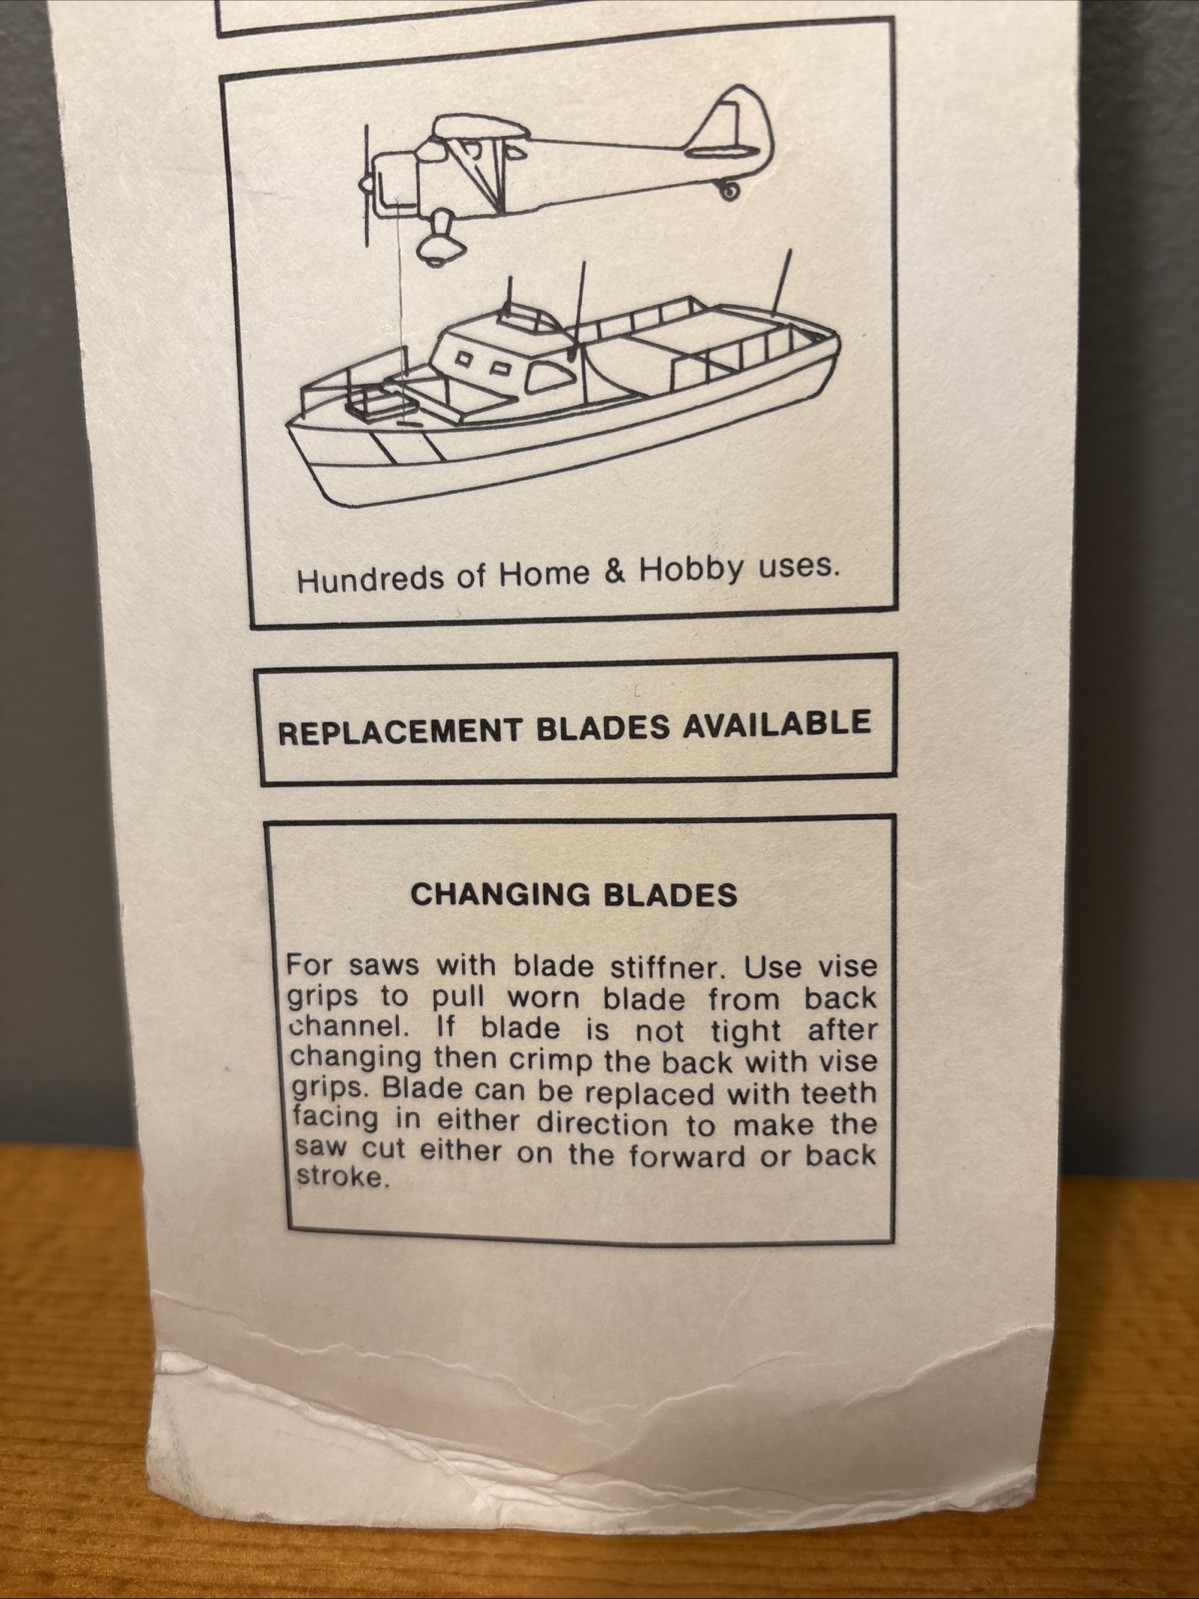 Hundreds of Home & Hobby uses.
REPLACEMENT BLADES AVAILABLE
CHANGING BLADES
For saws with blade stiffner. Use vise
grips to pull worn blade from back
channel. If blade is not tight after
changing then crimp the back with vise
grips. Blade can be replaced with teeth
facing in either direction to make the
saw cut either on the forward or back
stroke.